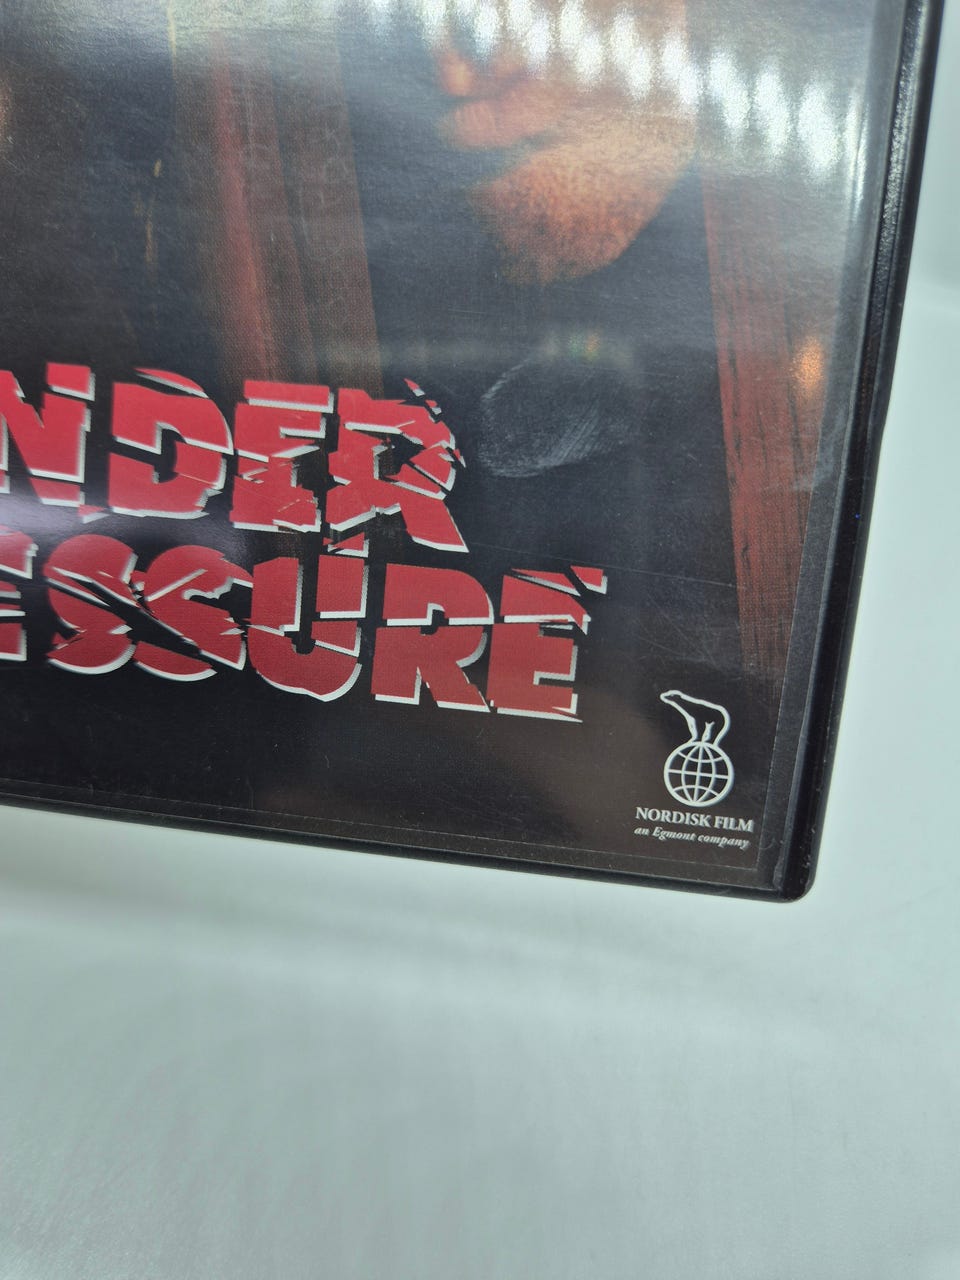 NDER
ESSURE
NORDISK FILM
an Egmont company